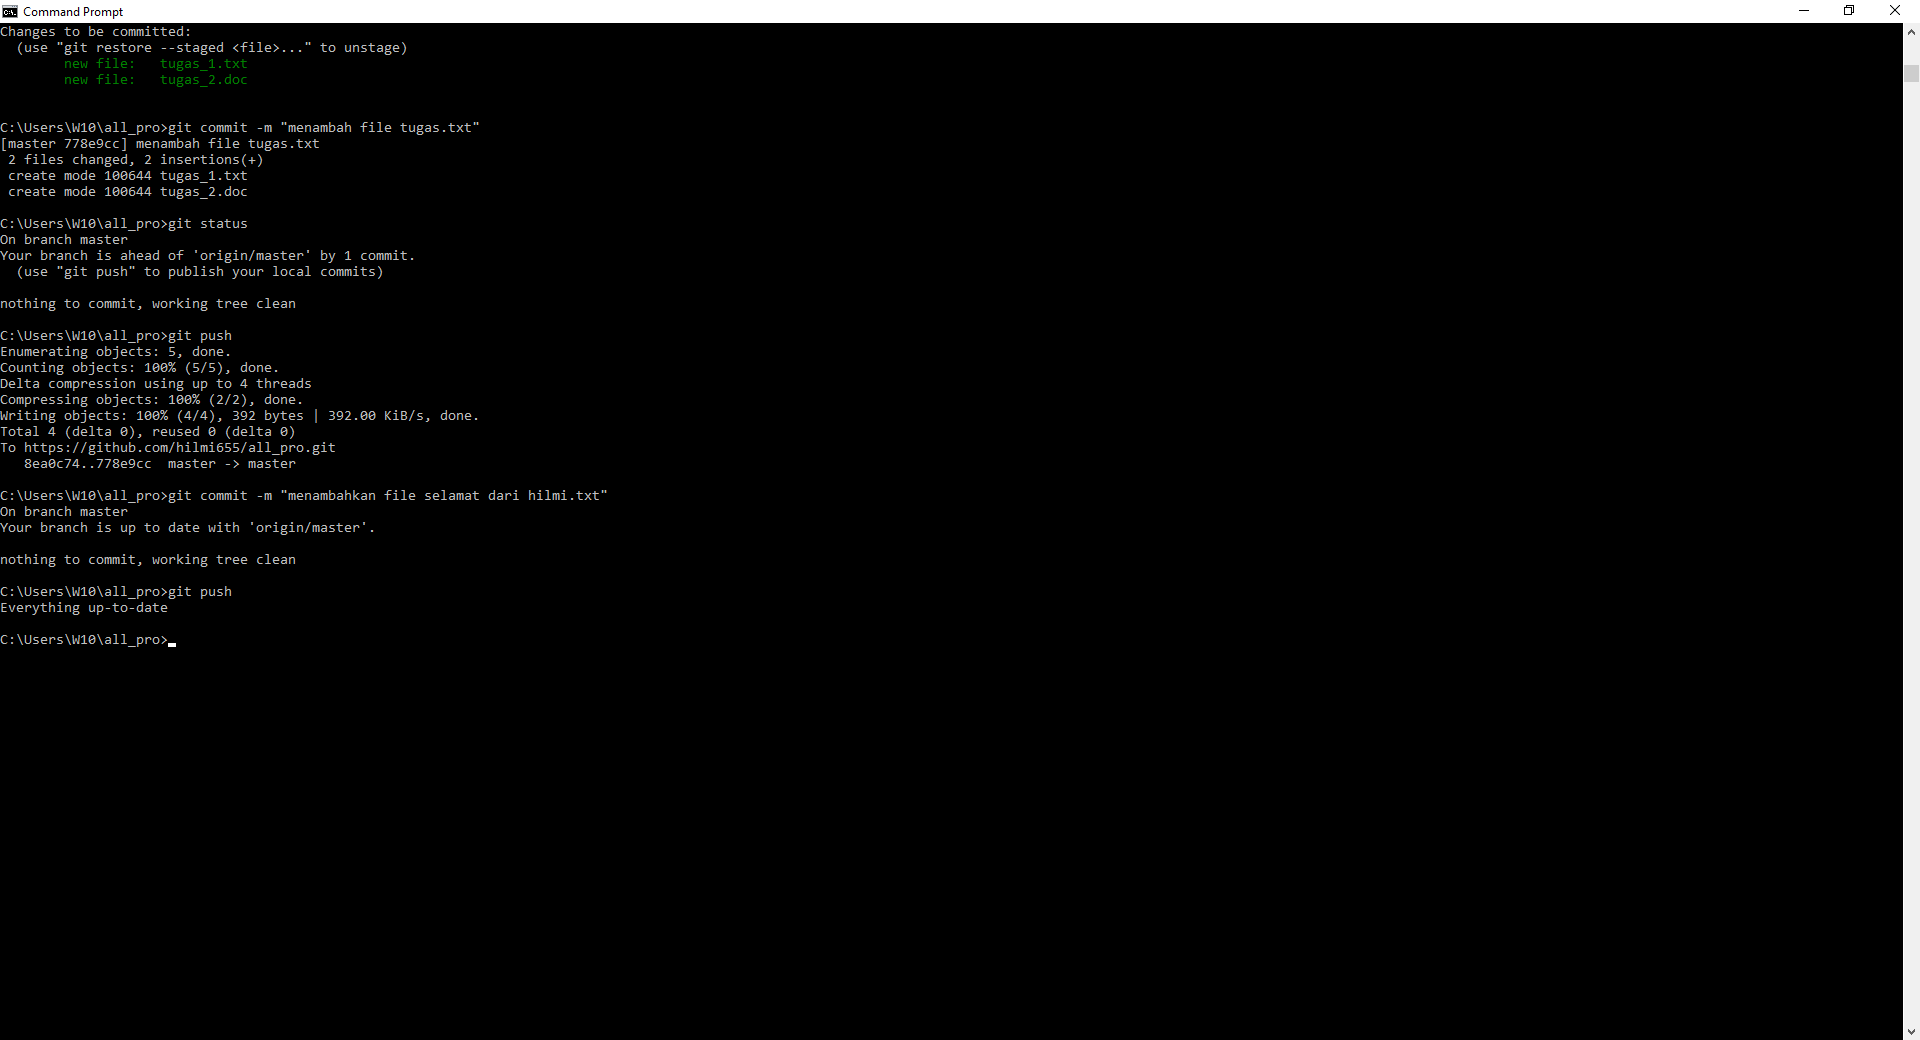 Command Prompt
Changes to be committed:
  (use "git restore --staged <file>..." to unstage)
        new file:   tugas_1.txt
        new file:   tugas_2.doc
C:\Users\W10\all_pro>git commit -m "menambah file tugas.txt"
[master 778e9cc] menambah file tugas.txt
 2 files changed, 2 insertions(+)
 create mode 100644 tugas_1.txt
 create mode 100644 tugas_2.doc
C:\Users\W10\all_pro>git status
On branch master
Your branch is ahead of 'origin/master' by 1 commit.
  (use "git push" to publish your local commits)
nothing to commit, working tree clean
C:\Users\W10\all_pro>git push
Enumerating objects: 5, done.
Counting objects: 100% (5/5), done.
Delta compression using up to 4 threads
Compressing objects: 100% (2/2), done.
Writing objects: 100% (4/4), 392 bytes | 392.00 KiB/s, done.
Total 4 (delta 0), reused 0 (delta 0)
To https://github.com/hilmi655/all_pro.git
   8ea0c74..778e9cc  master -> master
C:\Users\W10\all_pro>git commit -m "menambahkan file selamat dari hilmi.txt"
On branch master
Your branch is up to date with 'origin/master'.
nothing to commit, working tree clean
C:\Users\W10\all_pro>git push
Everything up-to-date
C:\Users\W10\all_pro>